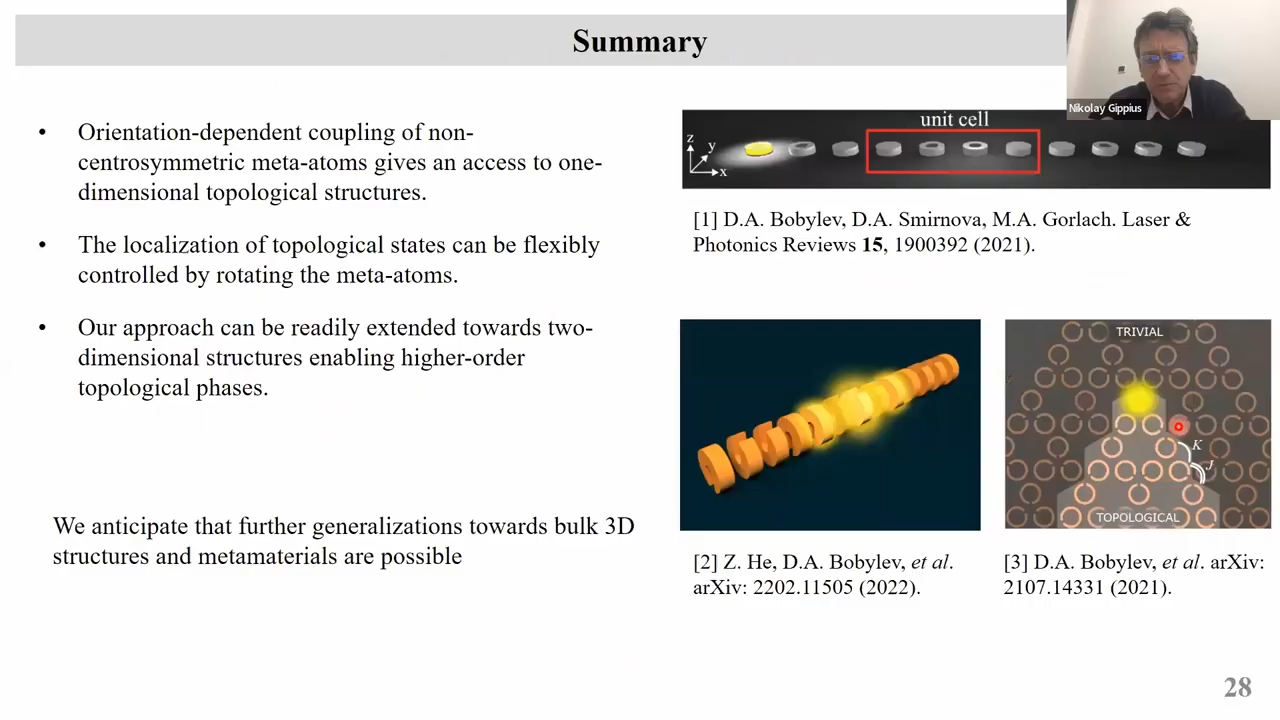 Summary
Nikolay Gippius
• Orientation-dependent coupling of non-
centrosymmetric meta-atoms gives an access to one-
dimensional topological structures.
• The localization of topological states can be flexibly
controlled by rotating the meta-atoms.
• Our approach can be readily extended towards two-
dimensional structures enabling higher-order
topological phases.
We anticipate that further generalizations towards bulk 3D
structures and metamaterials are possible
unit cell
z
y
x
[1] D.A. Bobylev, D.A. Smirnova, M.A. Gorlach. Laser &
Photonics Reviews 15, 1900392 (2021).
TRIVIAL
K
J
TOPOLOGICAL
[2] Z. He, D.A. Bobylev, et al.
arXiv: 2202.11505 (2022).
[3] D.A. Bobylev, et al. arXiv:
2107.14331 (2021).
28